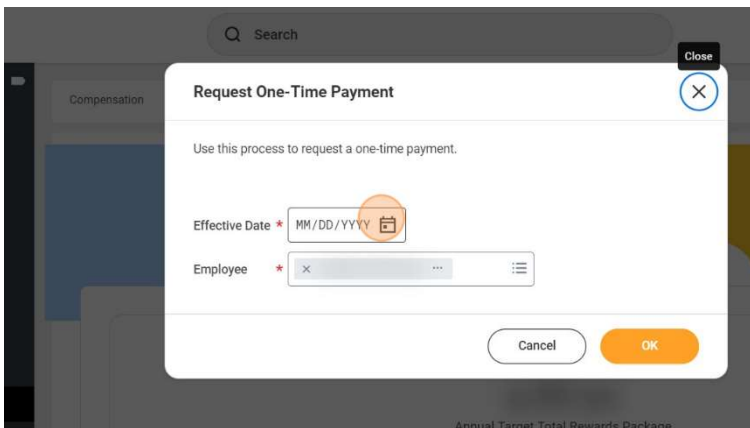 Search
Close
Compensation
Request One-Time Payment
Use this process to request a one-time payment.
Effective Date * MM/DD/YYYY
Employee *
Cancel
OK
Annual Target Total Rewards Package